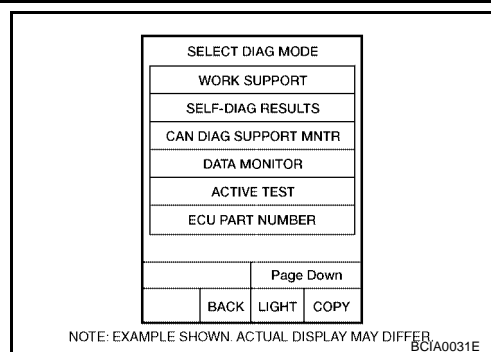 SELECT DIAG MODE
WORK SUPPORT
SELF-DIAG RESULTS
CAN DIAG SUPPORT MNTR
DATA MONITOR
ACTIVE TEST
ECU PART NUMBER
Page Down
BACK LIGHT COPY
NOTE: EXAMPLE SHOWN. ACTUAL DISPLAY MAY DIFFER.
BCIA0031E